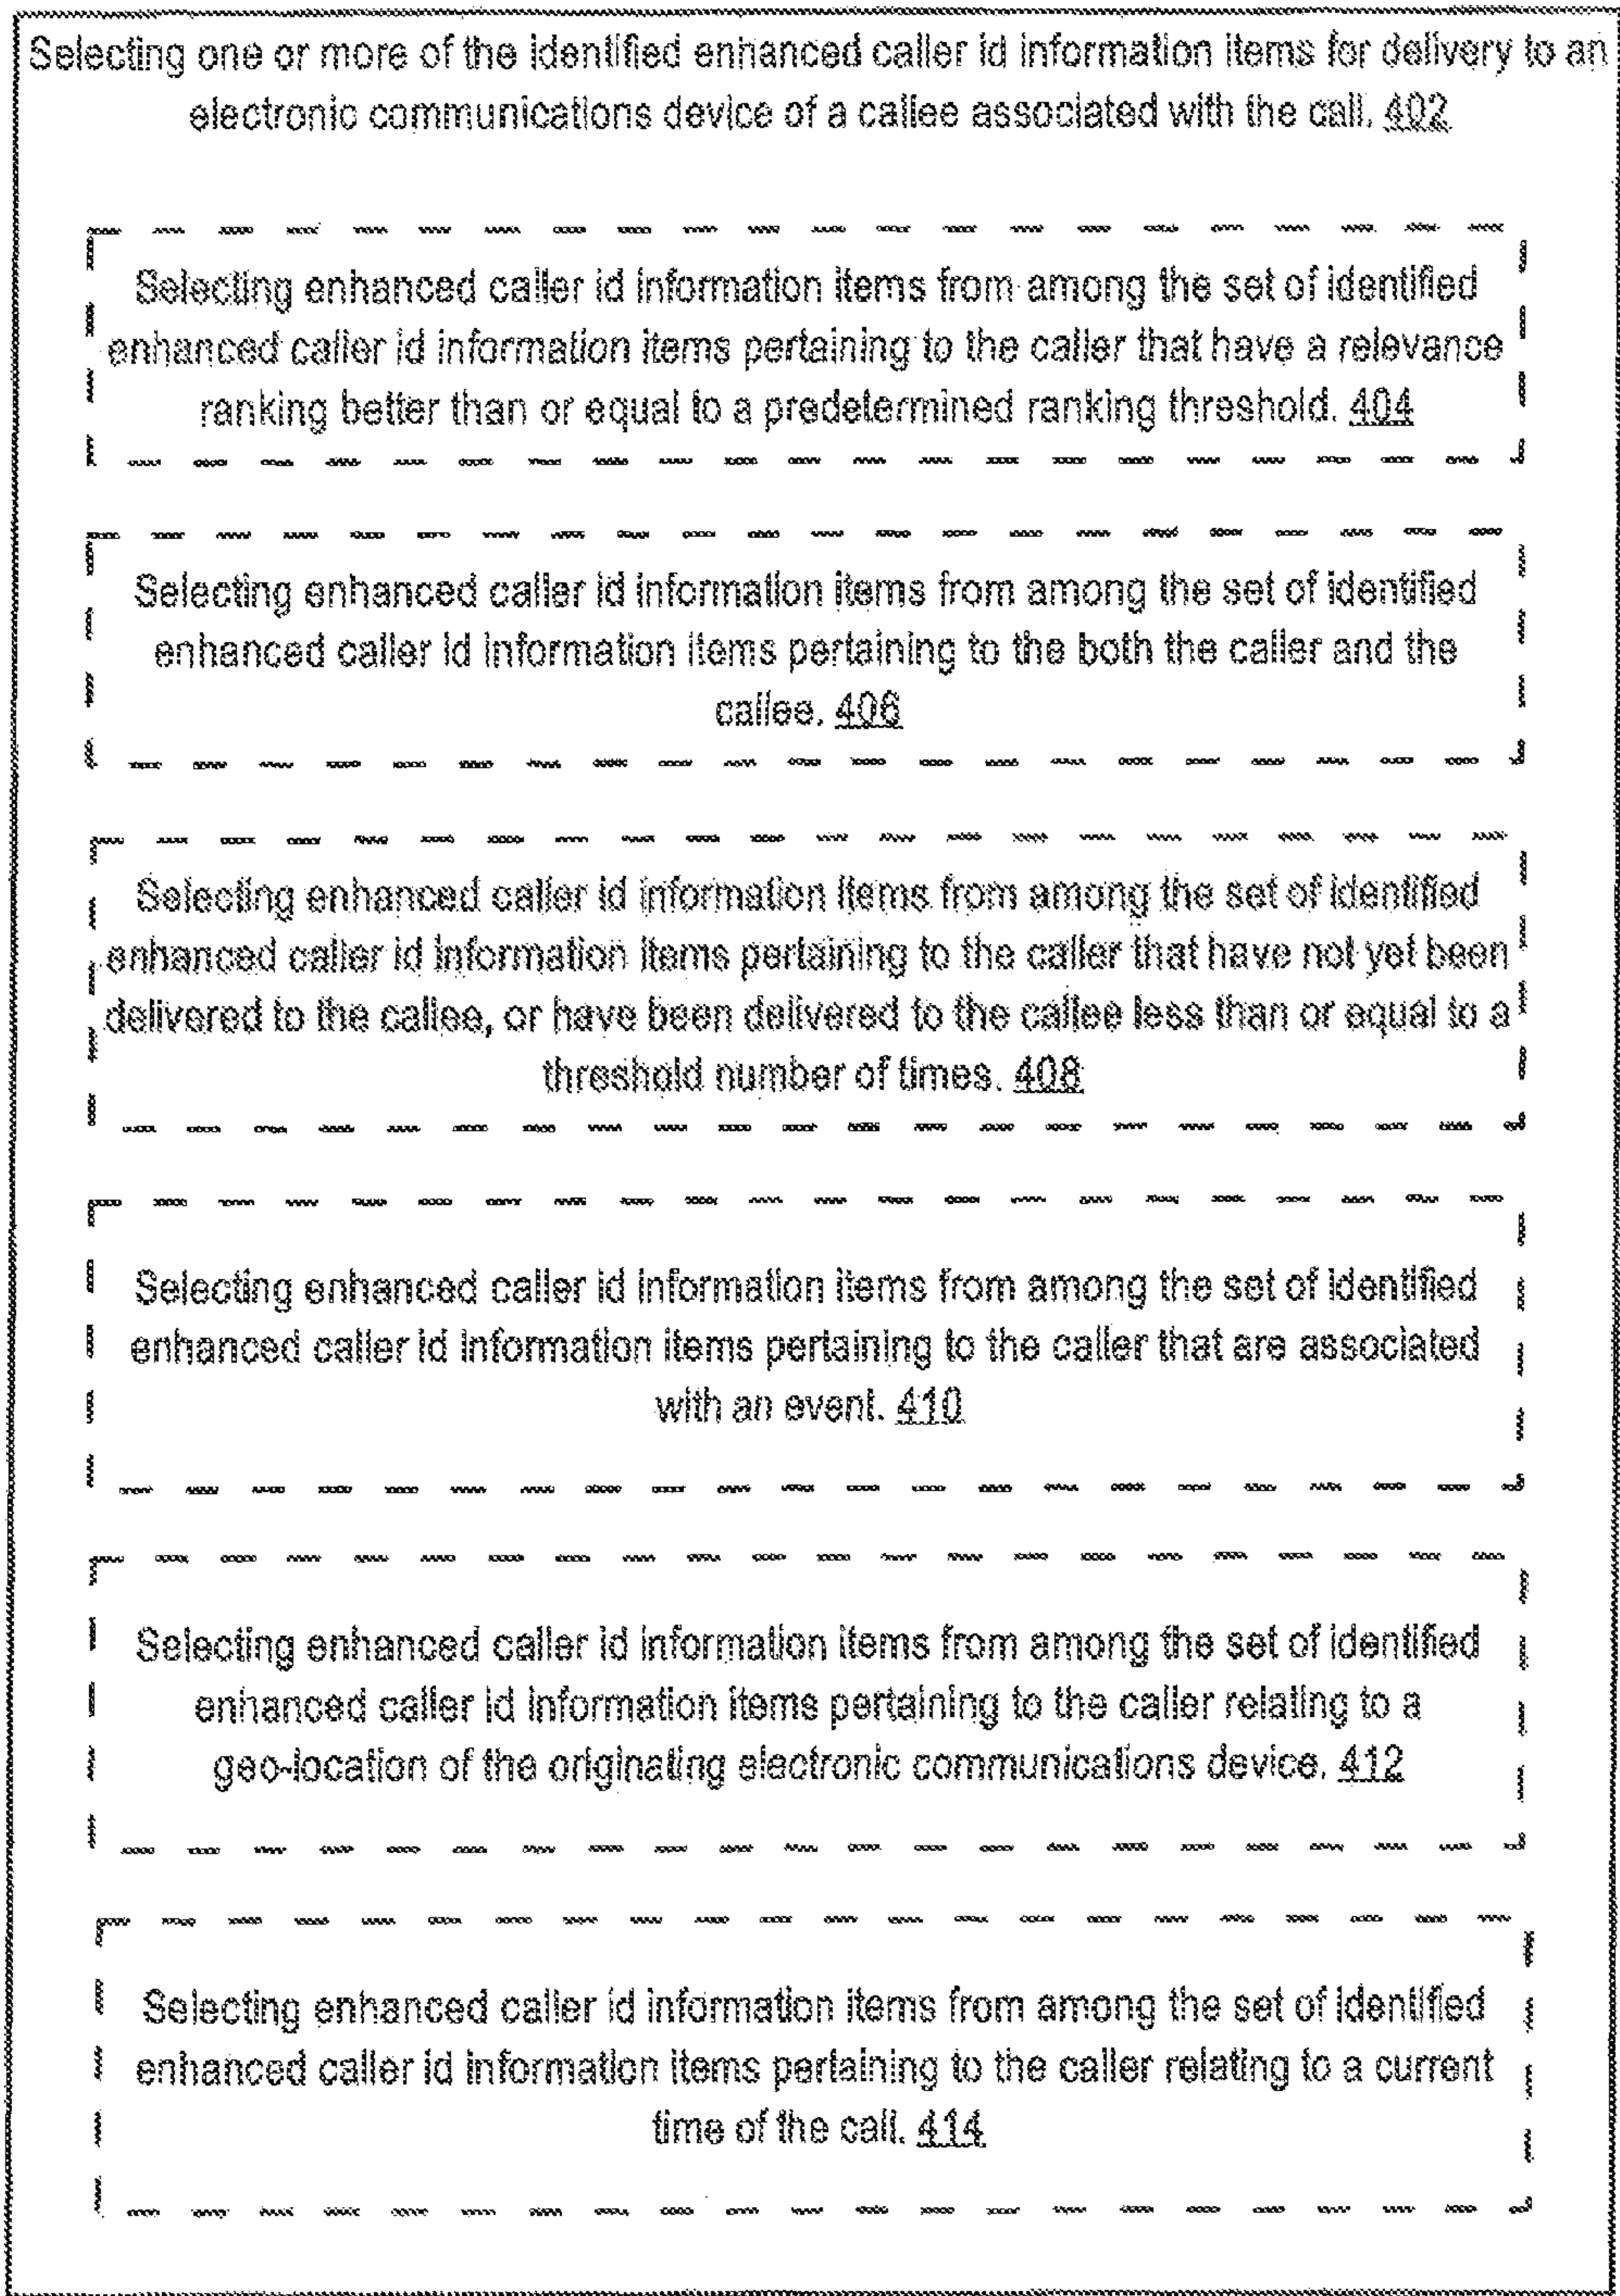 Selecting one or more of the identified enhanced caller id information items for delivery to an
electronic communications device of a callee associated with the call. 402
Selecting enhanced caller id information items from among the set of identified
enhanced caller id information items pertaining to the caller that have a relevance
ranking better than or equal to a predetermined ranking threshold. 404
Selecting enhanced caller id information items from among the set of identified
enhanced caller id information items pertaining to the both the caller and the
callee. 406
Selecting enhanced caller id information items from among the set of identified
enhanced caller id information items pertaining to the caller that have not yet been
delivered to the callee, or have been delivered to the callee less than or equal to a
threshold number of times. 408
Selecting enhanced caller id information items from among the set of identified
enhanced caller id information items pertaining to the caller that are associated
with an event. 410
Selecting enhanced caller id information items from among the set of identified
enhanced caller id information items pertaining to the caller relating to a
geo-location of the originating electronic communications device. 412
Selecting enhanced caller id information items from among the set of identified
enhanced caller id information items pertaining to the caller relating to a current
time of the call. 414